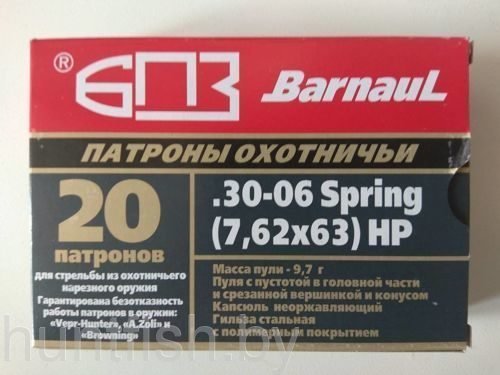 ® БПЗ Barnaul
ПАТРОНЫ ОХОТНИЧЬИ
20
патронов
для стрельбы из охотничьего
нарезного оружия
Гарантирована безотказность
работы патронов в оружии:
«Vepr-Hunter», «A.Zoli» и
«Browning»
.30-06 Spring
(7,62x63) HP
Масса пули - 9,7 г
Пуля с пустотой в головной части
и срезанной вершинкой и конусом
Капсюль неоржавляющий
Гильза стальная
с полимерным покрытием
huntfish.by